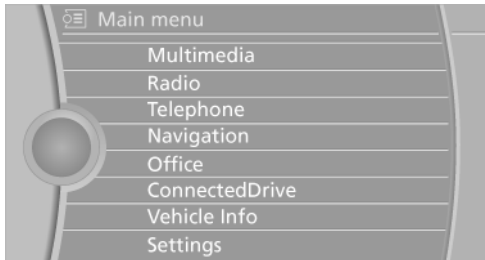 Main menu
Multimedia
Radio
Telephone
Navigation
Office
ConnectedDrive
Vehicle Info
Settings